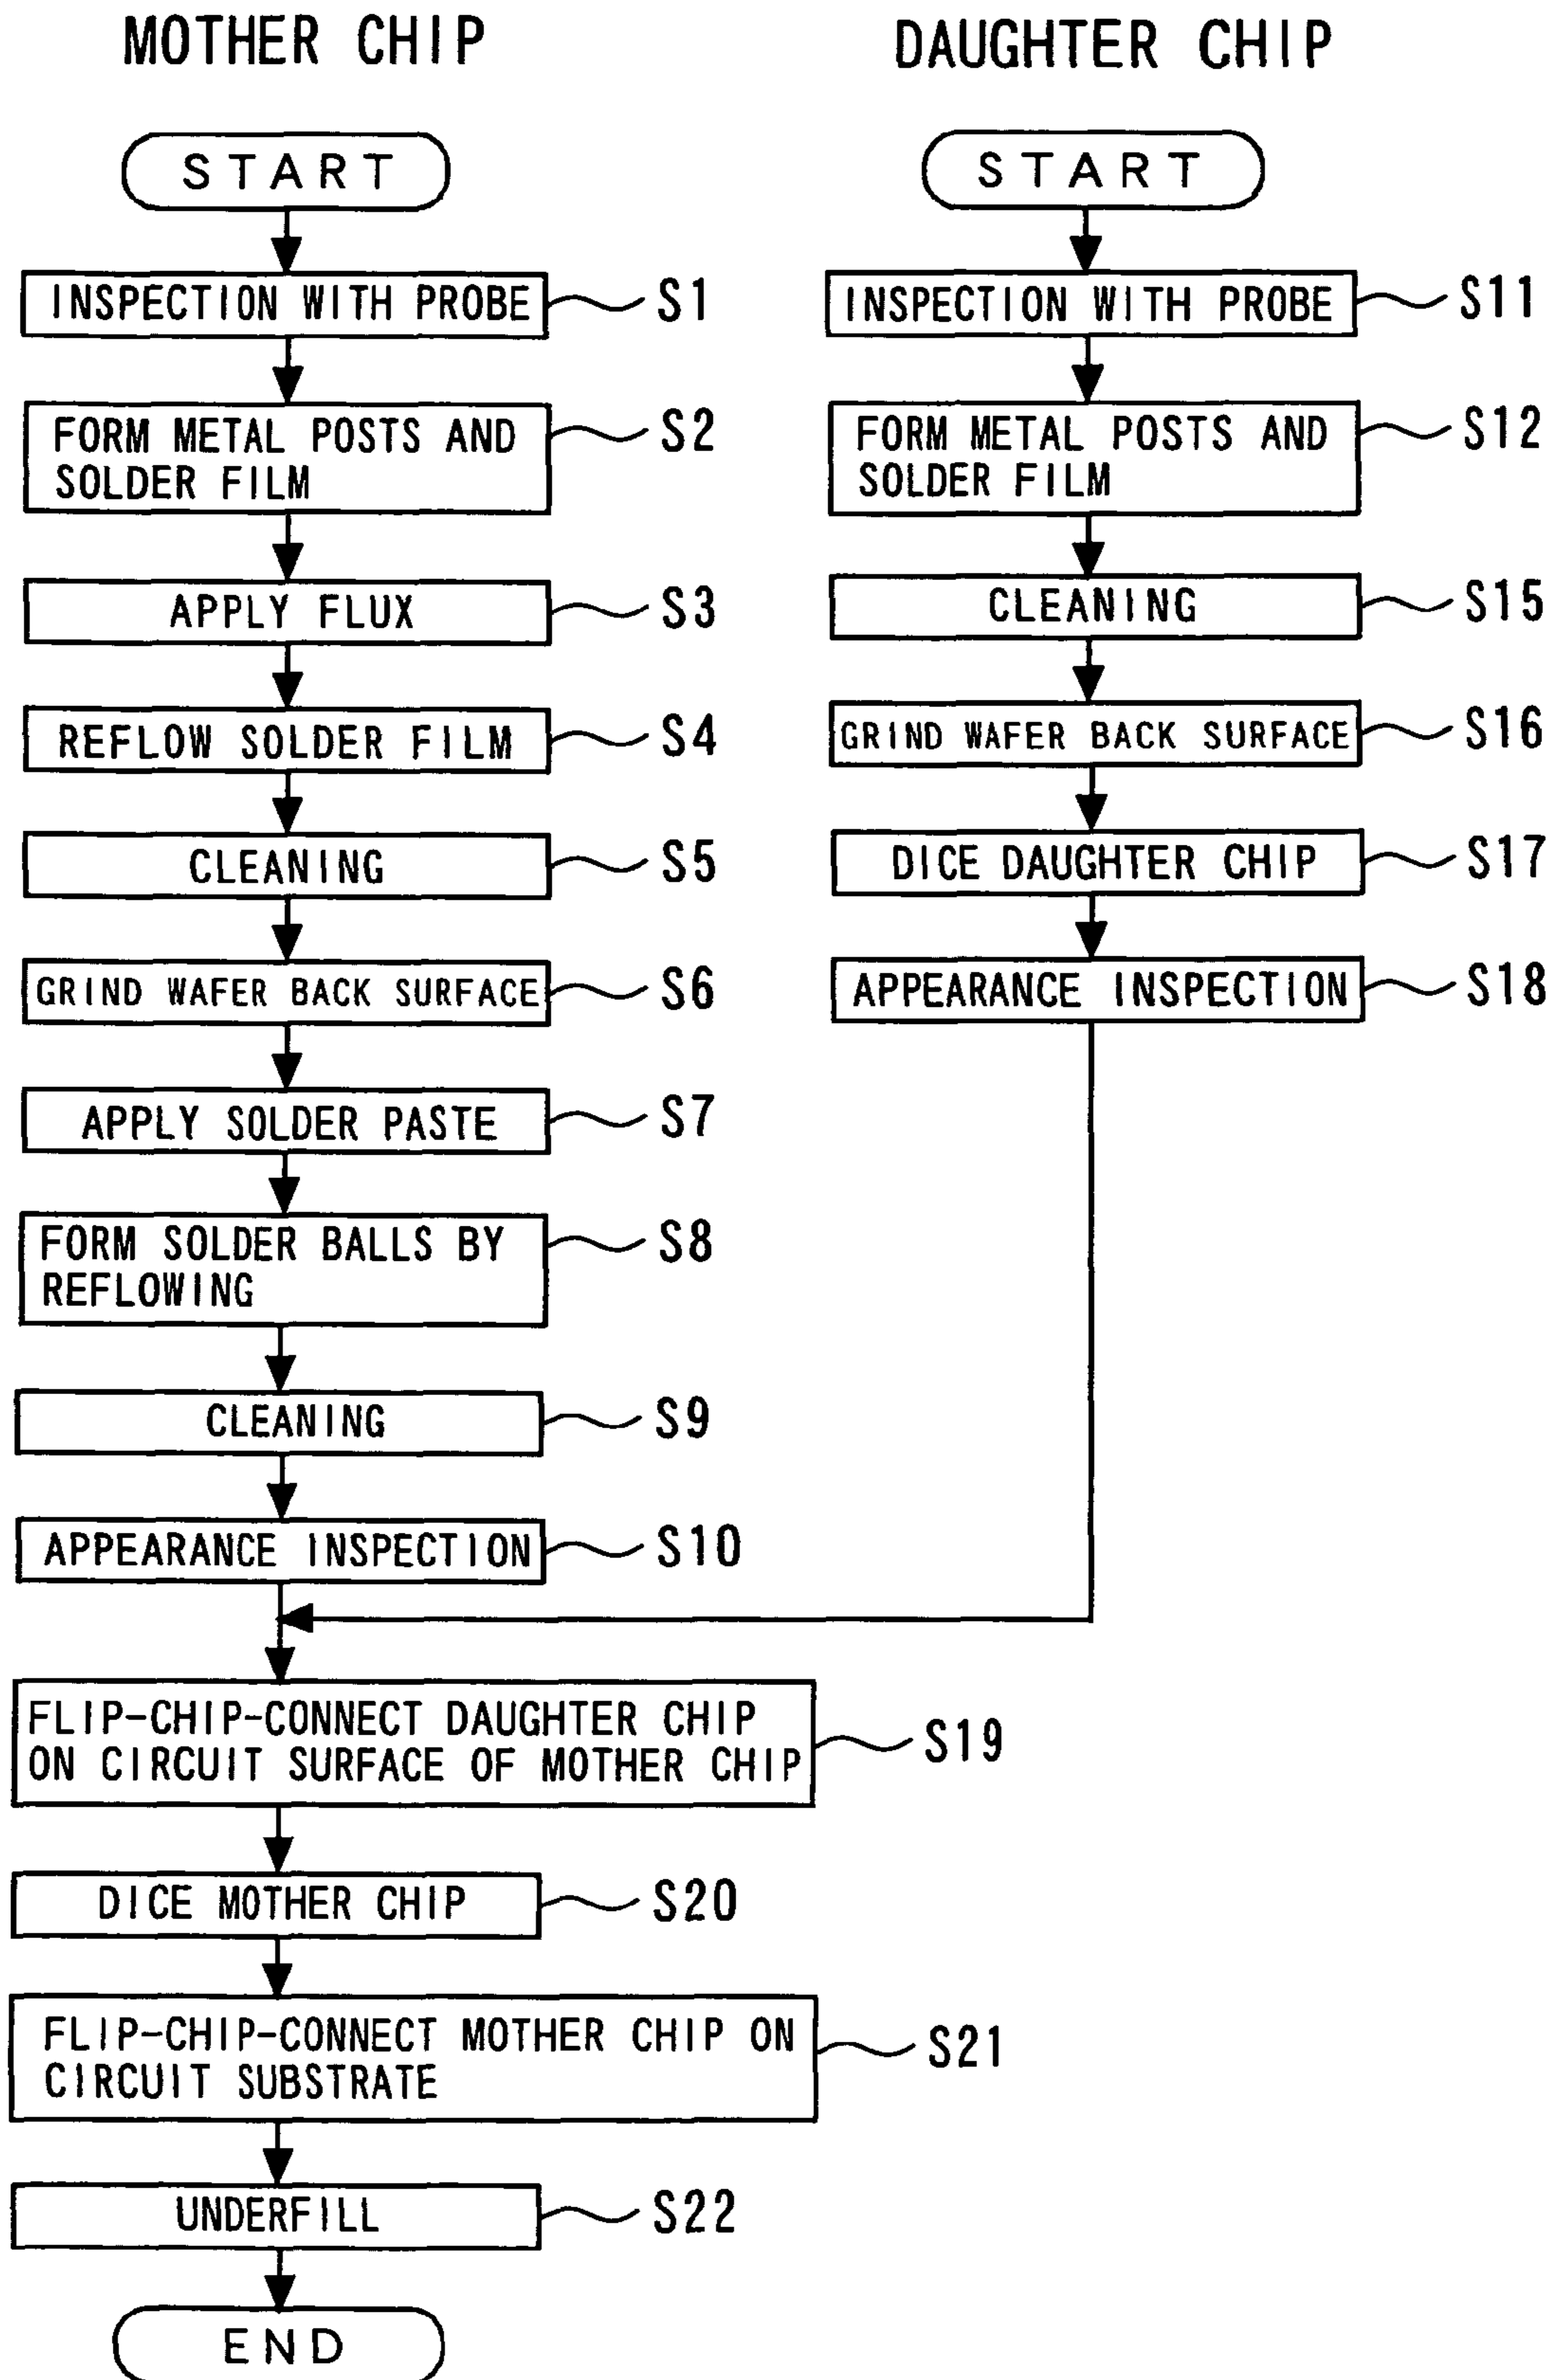 MOTHER CHIP
START
INSPECTION WITH PROBE
S1
FORM METAL POSTS AND
SOLDER FILM
S2
APPLY FLUX
S3
REFLOW SOLDER FILM
S4
CLEANING
S5
GRIND WAFER BACK SURFACE
S6
APPLY SOLDER PASTE
S7
FORM SOLDER BALLS BY
REFLOWING
S8
CLEANING
S9
APPEARANCE INSPECTION
S10
DAUGHTER CHIP
START
INSPECTION WITH PROBE
S11
FORM METAL POSTS AND
SOLDER FILM
S12
CLEANING
S15
GRIND WAFER BACK SURFACE
S16
DICE DAUGHTER CHIP
S17
APPEARANCE INSPECTION
S18
FLIP-CHIP-CONNECT DAUGHTER CHIP
ON CIRCUIT SURFACE OF MOTHER CHIP
S19
DICE MOTHER CHIP
S20
FLIP-CHIP-CONNECT MOTHER CHIP ON
CIRCUIT SUBSTRATE
S21
UNDERFILL
S22
END